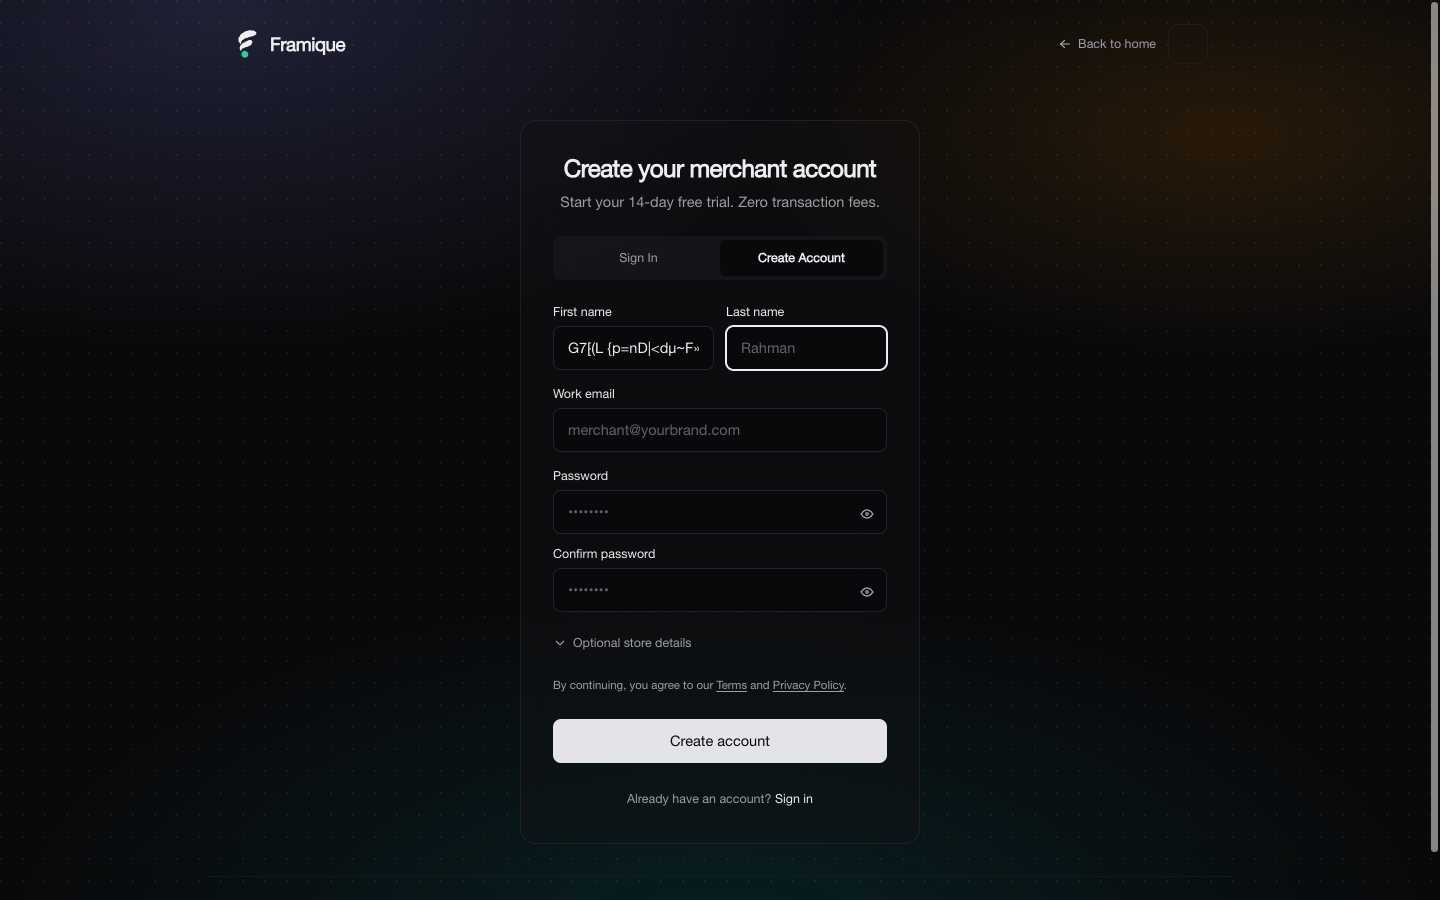 Framique
Back to home
Create your merchant account
Start your 14-day free trial. Zero transaction fees.
Sign In
Create Account
First name
Last name
G7[(L {p=nD|<dµ~F»
Rahman
Work email
merchant@yourbrand.com
Password
••••••••
Confirm password
••••••••
Optional store details
By continuing, you agree to our Terms and Privacy Policy.
Create account
Already have an account? Sign in